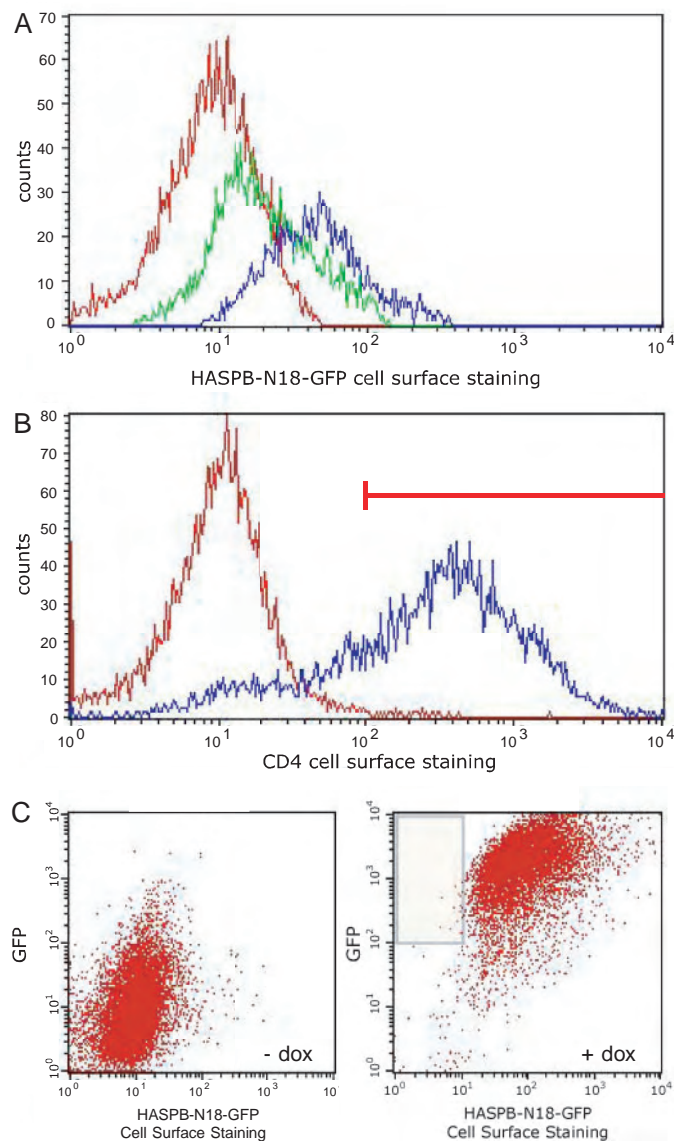 A
70
60
50
40
30
20
10
0
counts
10^0 10^1 10^2 10^3 10^4
HASPB-N18-GFP cell surface staining
B
80
70
60
50
40
30
20
10
0
counts
10^0 10^1 10^2 10^3 10^4
CD4 cell surface staining
C
10^4
10^3
10^2
10^1
10^0
GFP
- dox
10^0 10^1 10^2 10^3 10^4
HASPB-N18-GFP
Cell Surface Staining
10^4
10^3
10^2
10^1
10^0
GFP
+ dox
10^0 10^1 10^2 10^3 10^4
HASPB-N18-GFP
Cell Surface Staining